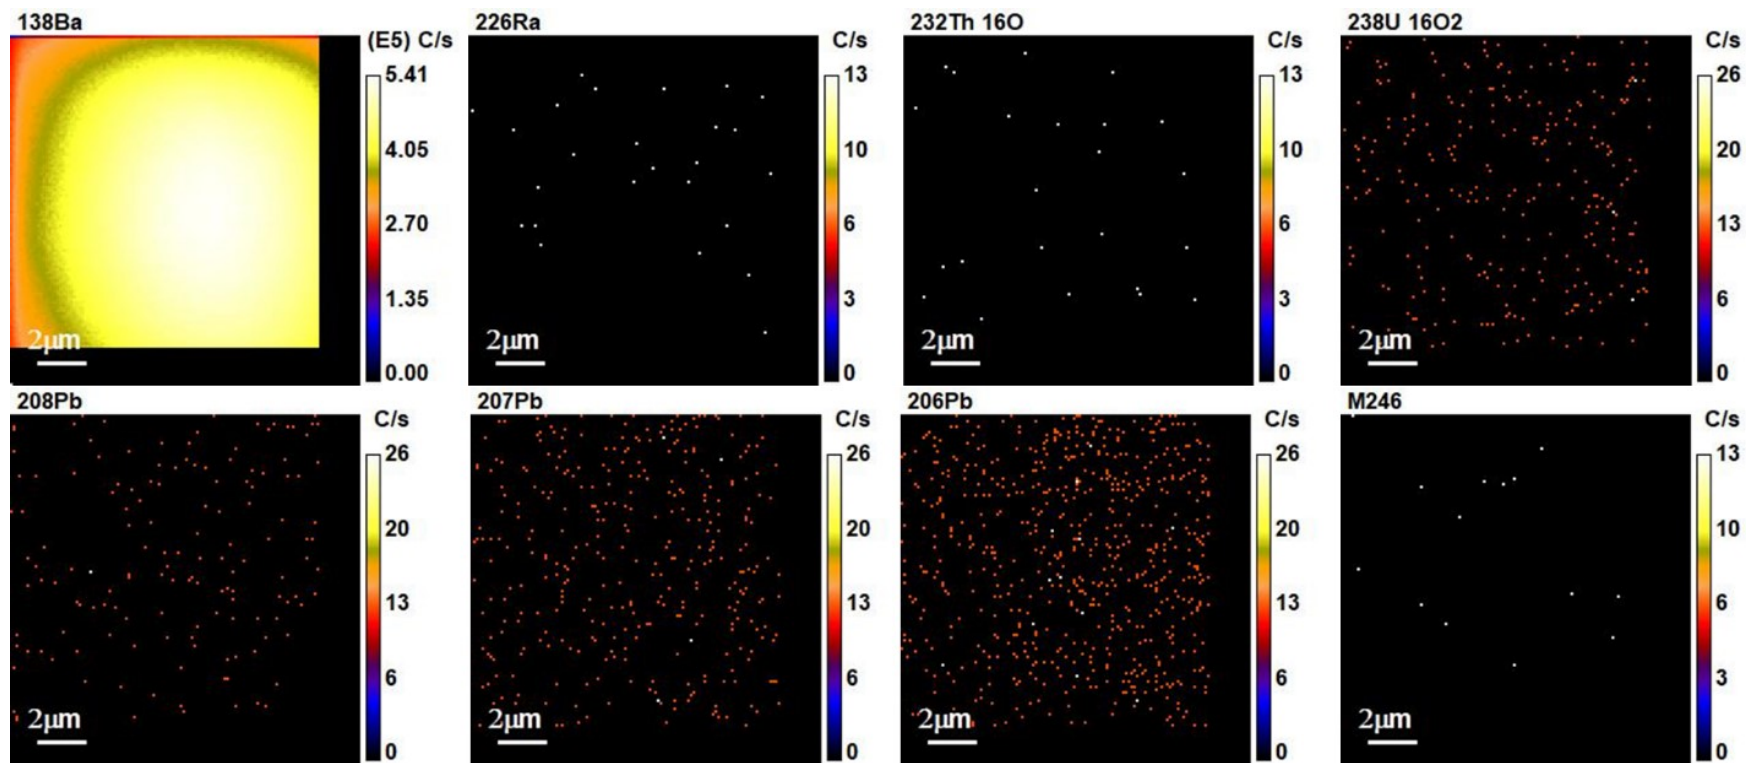 138Ba
(E5) C/s
5.41
4.05
2.70
1.35
0.00
2µm
226Ra
C/s
13
10
6
3
0
2µm
232Th 16O
C/s
13
10
6
3
0
2µm
238U 16O2
C/s
26
20
13
6
0
2µm
208Pb
C/s
26
20
13
6
0
2µm
207Pb
C/s
26
20
13
6
0
2µm
206Pb
C/s
26
20
13
6
0
2µm
M246
C/s
13
10
6
3
0
2µm